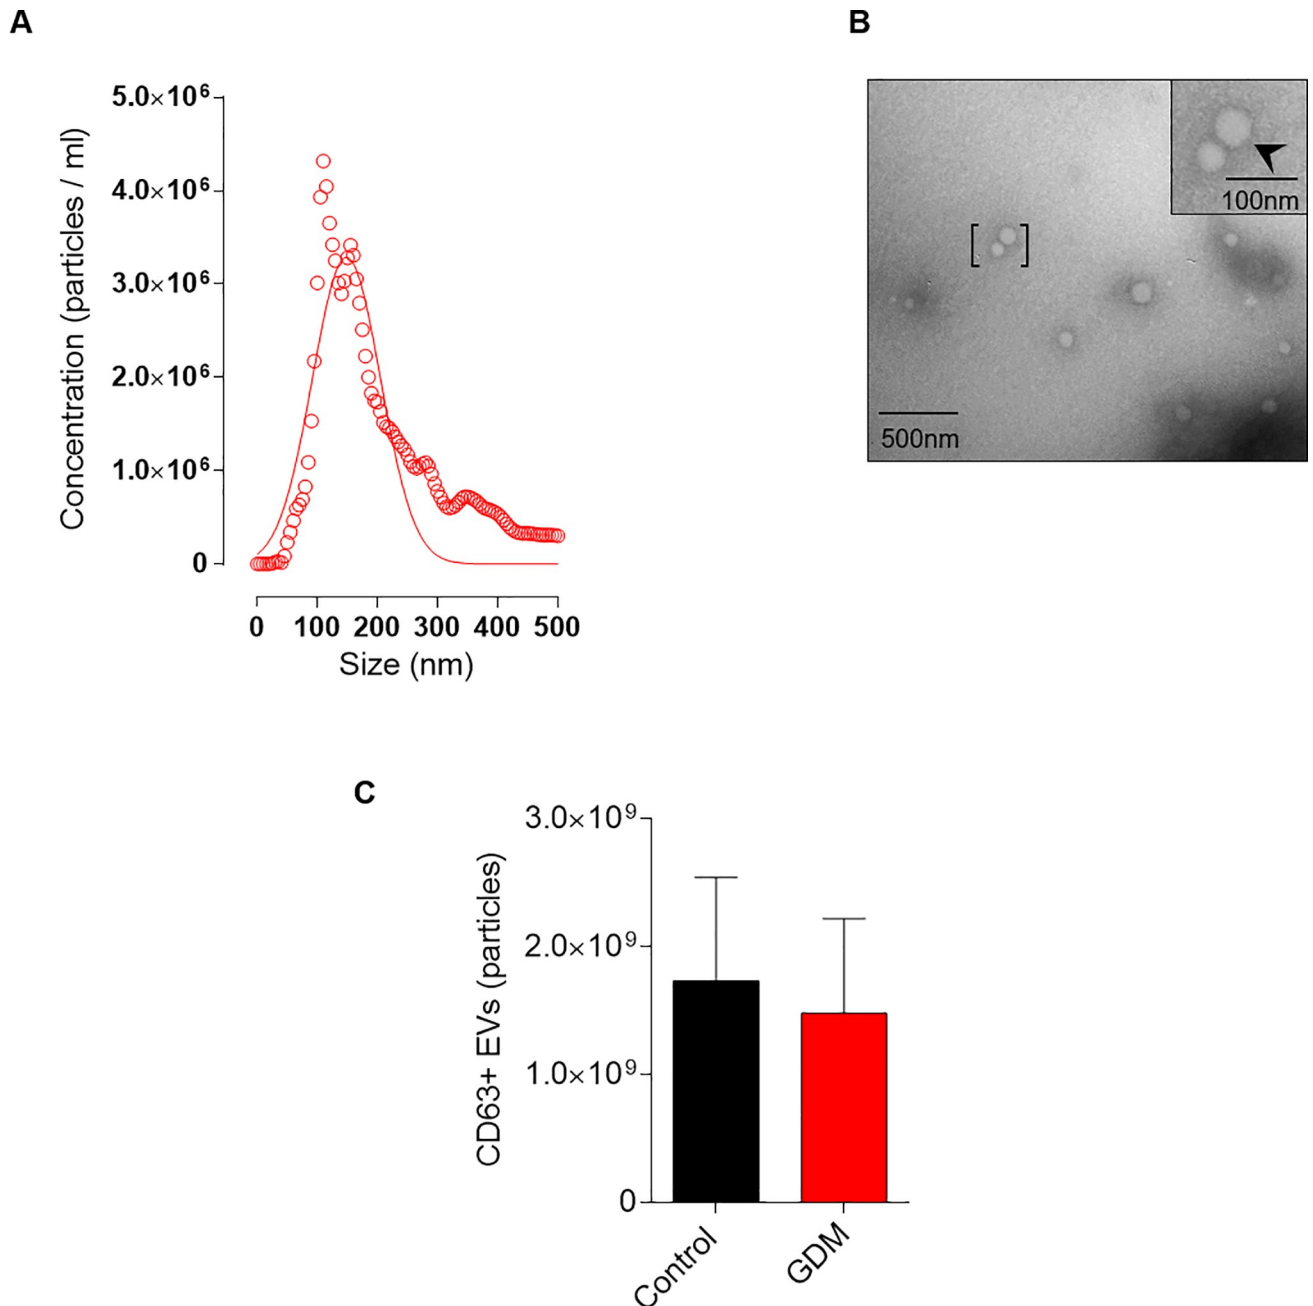 A
B
5.0×10⁶
4.0×10⁶
3.0×10⁶
2.0×10⁶
1.0×10⁶
0
Concentration (particles / ml)
0 100 200 300 400 500
Size (nm)
100nm
[ ]
500nm
C
3.0×10⁹
2.0×10⁹
1.0×10⁹
0
CD63+ EVs (particles)
Control
GDM